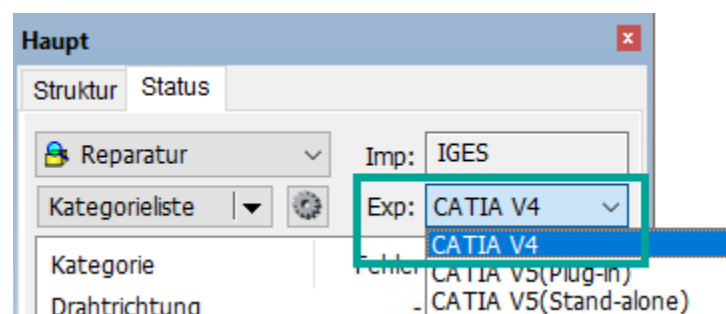 Haupt
Struktur Status
Reparatur Imp: IGES
Kategorieliste Exp: CATIA V4
CATIA V4
Kategorie Fehler CATIA V5(Plug-in)
Drahtrichtung - CATIA V5(Stand-alone)